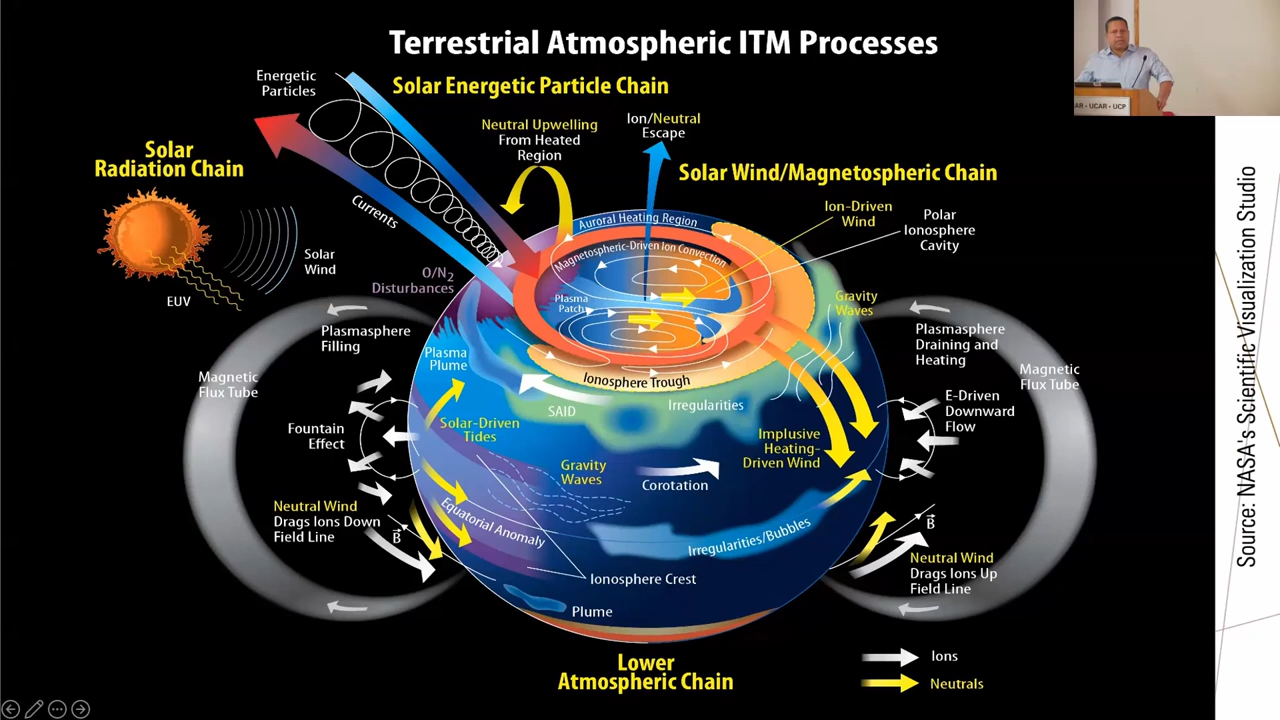 Terrestrial Atmospheric ITM Processes
Energetic
Particles
Solar Energetic Particle Chain
AR • UCAR • UCP
Neutral Upwelling
From Heated
Region
Ion/Neutral
Escape
Solar
Radiation Chain
Solar Wind/Magnetospheric Chain
Currents
Auroral Heating Region
Ion-Driven
Wind
Polar
Ionosphere
Cavity
Magnetospheric-Driven Ion Convection
Solar
Wind
EUV
O/N2
Disturbances
Plasma
Patch
Gravity
Waves
Plasmasphere
Filling
Plasmasphere
Draining and
Heating
Plasma
Plume
Magnetic
Flux Tube
Magnetic
Flux Tube
Ionosphere Trough
SAID
Irregularities
E-Driven
Downward
Flow
Fountain
Effect
Solar-Driven
Tides
Implusive
Heating-
Driven Wind
Gravity
Waves
Corotation
Neutral Wind
Drags Ions Down
Field Line
B
Equatorial Anomaly
Irregularities/Bubbles
B
Neutral Wind
Drags Ions Up
Field Line
Ionosphere Crest
Plume
Lower
Atmospheric Chain
Ions
Neutrals
Source: NASA's Scientific Visualization Studio